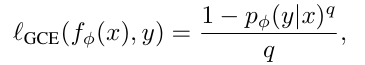 ℓ_GCE(f_ϕ(x), y) = (1 − p_ϕ(y|x)^q) / q,